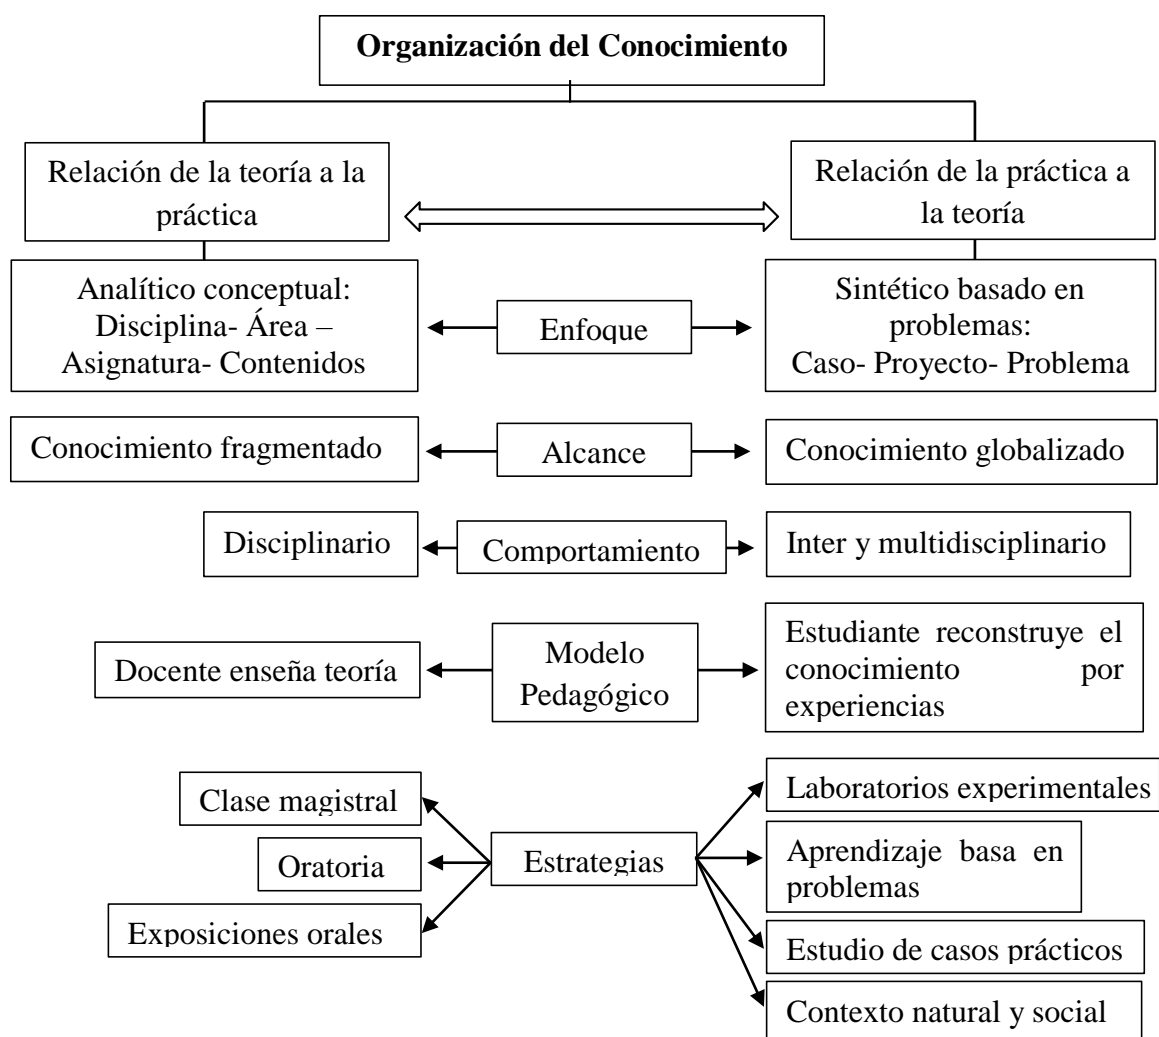 Organización del Conocimiento
Relación de la teoría a la
práctica
Relación de la práctica a
la teoría
Analítico conceptual:
Disciplina- Área –
Asignatura- Contenidos
Enfoque
Sintético basado en
problemas:
Caso- Proyecto- Problema
Conocimiento fragmentado
Alcance
Conocimiento globalizado
Disciplinario
Comportamiento
Inter y multidisciplinario
Docente enseña teoría
Modelo
Pedagógico
Estudiante reconstruye el
conocimiento por
experiencias
Clase magistral
Oratoria
Exposiciones orales
Estrategias
Laboratorios experimentales
Aprendizaje basa en
problemas
Estudio de casos prácticos
Contexto natural y social